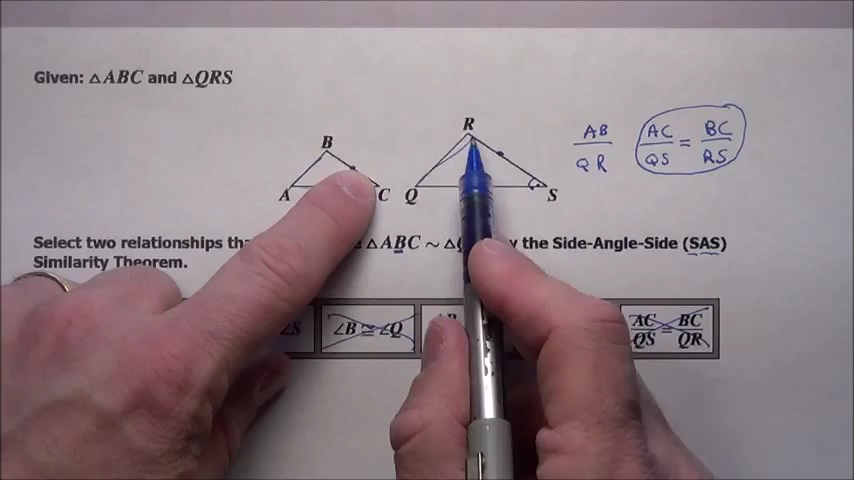 Given: △ABC and △QRS
B
R
A
C
Q
S
AB
QR
AC
QS
=
BC
RS
Select two relationships
△ABC ~
the Side-Angle-Side (SAS)
Similarity Theorem.
∠B ≅ ∠Q
AC
QS
=
BC
QR